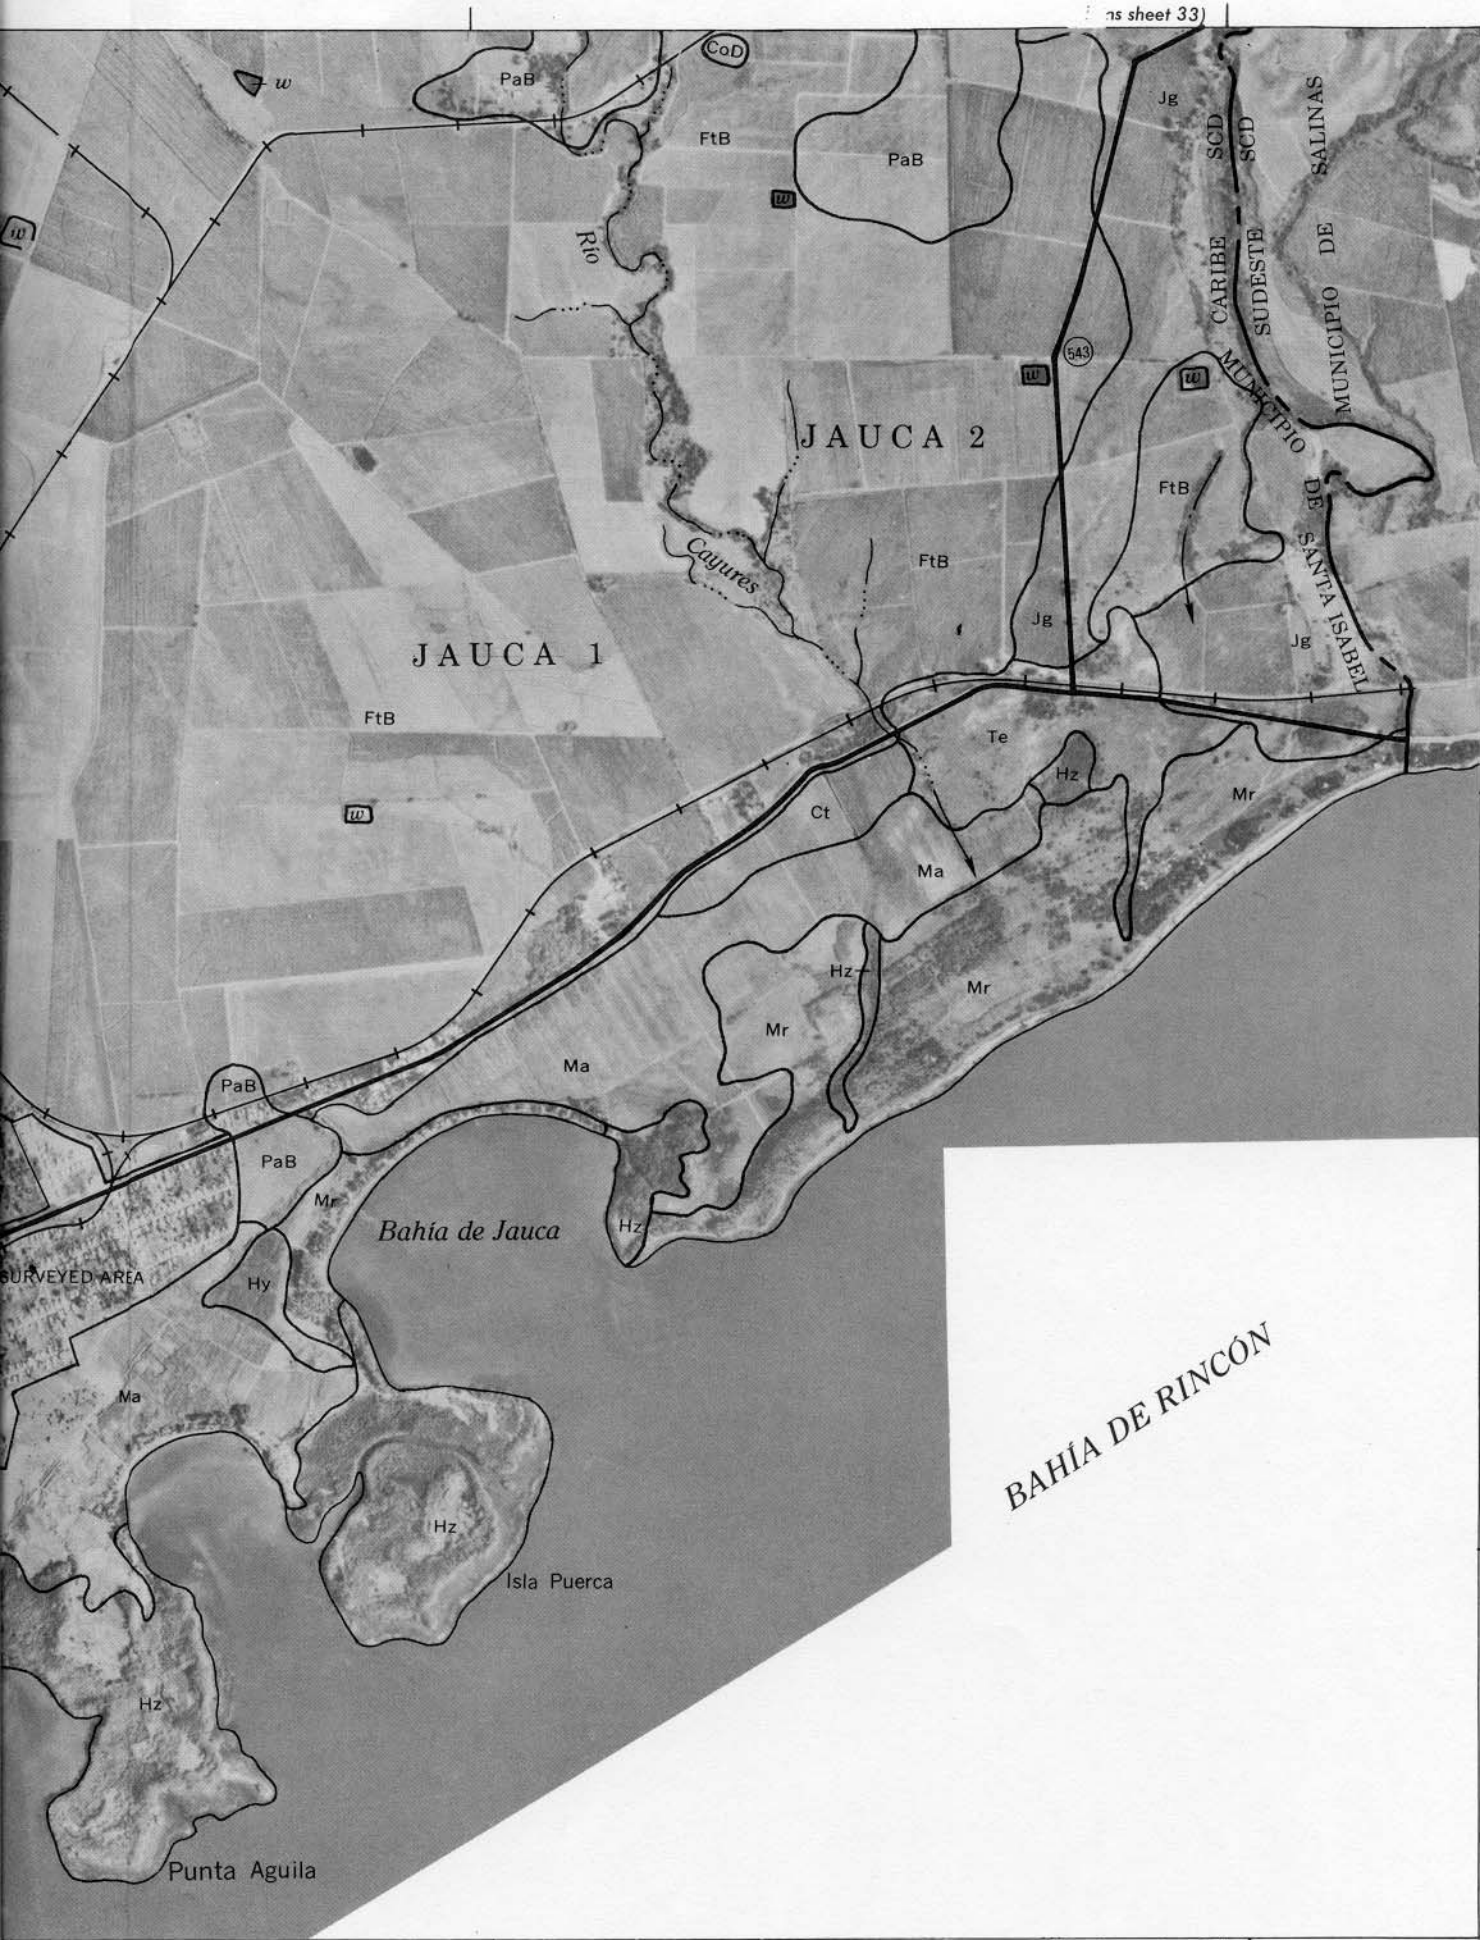 ns sheet 33)
CoD
PaB
w
Jg
FtB
PaB
SCD
SCD
SALINAS
w
w
Río
CARIBE
SUDESTE
DE
MUNICIPIO
543
w
w
MUNICIPIO
JAUCA 2
FtB
DE
Cayures
FtB
SANTA ISABEL
Jg
Jg
JAUCA 1
FtB
Te
Hz
Mr
w
Ct
Ma
Hz
Mr
Mr
Ma
PaB
PaB
Mr
Bahía de Jauca
Hz
SURVEYED AREA
Hy
BAHÍA DE RINCÓN
Ma
Hz
Isla Puerca
Hz
Punta Aguila